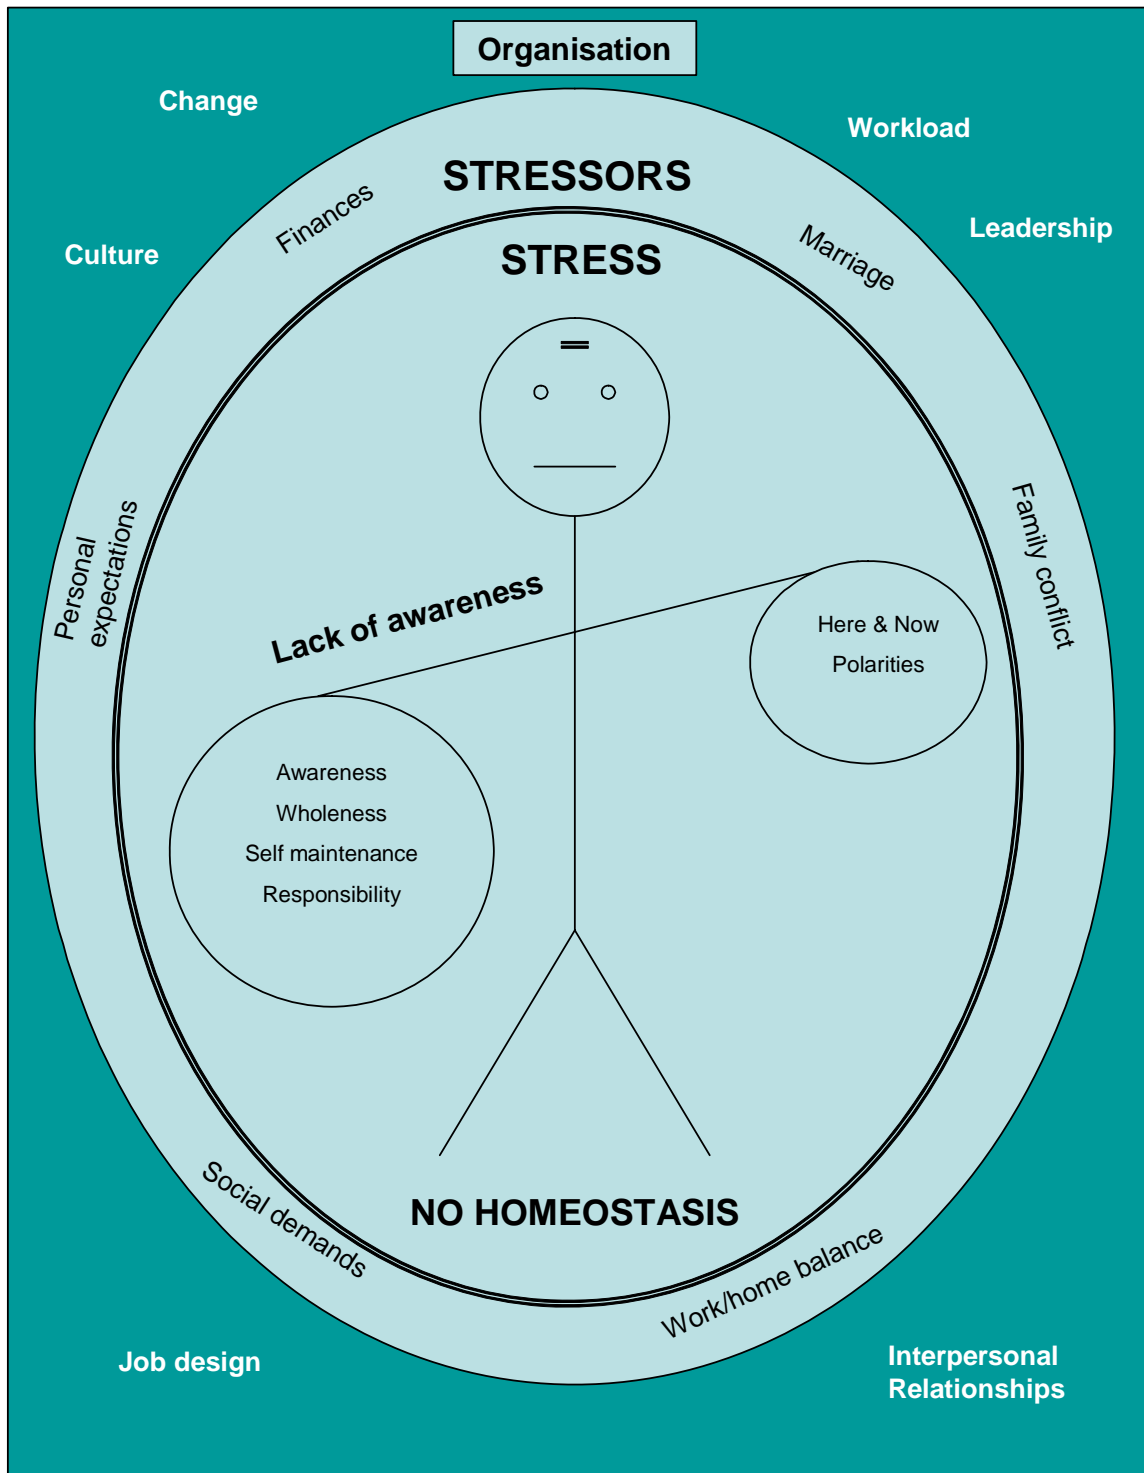 Organisation
Change
Workload
STRESSORS
Finances
Marriage
Leadership
Culture
STRESS
Personal
expectations
Family conflict
Lack of awareness
Here & Now
Polarities
Awareness
Wholeness
Self maintenance
Responsibility
Social demands
NO HOMEOSTASIS
Work/home balance
Job design
Interpersonal
Relationships